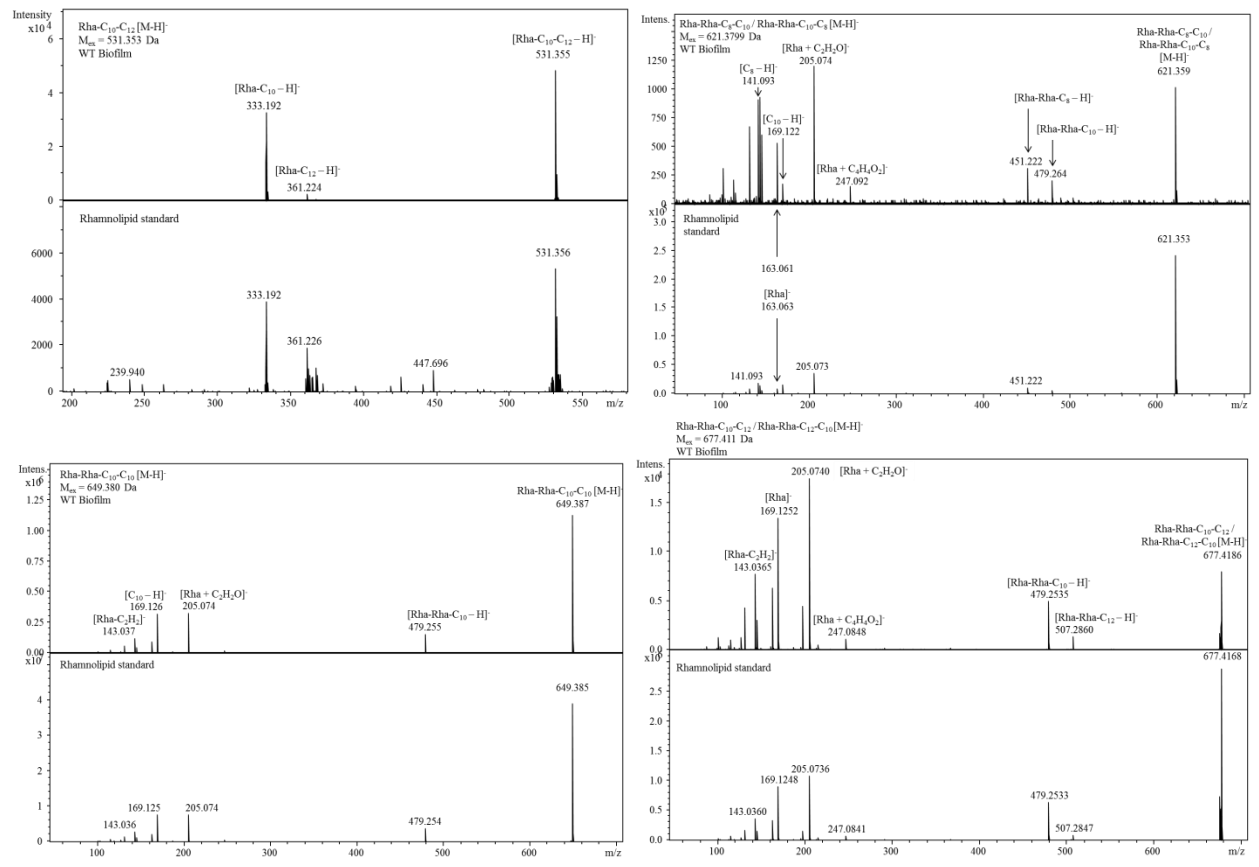 Intensity
x10⁴
Rha-C₁₀-C₁₂ [M-H]⁻
Mₑₓ = 531.353 Da
WT Biofilm
[Rha-C₁₀-C₁₂ – H]⁻
531.355
[Rha-C₁₀ – H]⁻
333.192
[Rha-C₁₂ – H]⁻
361.224
6
4
2
0
Rhamnolipid standard
531.356
333.192
361.226
239.940
447.696
6000
4000
2000
0
200 250 300 350 400 450 500 550 m/z
Intens.
Rha-Rha-C₈-C₁₀ / Rha-Rha-C₁₀-C₈ [M-H]⁻
Mₑₓ = 621.3799 Da
WT Biofilm
[Rha + C₂H₂O]⁻
205.074
Rha-Rha-C₈-C₁₀ /
Rha-Rha-C₁₀-C₈
[M-H]⁻
621.359
[C₈ – H]⁻
141.093
[C₁₀ – H]⁻
169.122
[Rha-Rha-C₈ – H]⁻
[Rha-Rha-C₁₀ – H]⁻
451.222
479.264
[Rha + C₄H₄O₂]⁻
247.092
1250
1000
750
500
250
0
Rhamnolipid
standard
621.353
163.061
[Rha]⁻
163.063
205.073
141.093
451.222
3.0
2.5
2.0
1.5
1.0
0.5
0.0
100 200 300 400 500 600 m/z
Intens.
x10⁶
Rha-Rha-C₁₀-C₁₀ [M-H]⁻
Mₑₓ = 649.380 Da
WT Biofilm
Rha-Rha-C₁₀-C₁₀ [M-H]⁻
649.387
[C₁₀ – H]⁻
169.126
[Rha + C₂H₂O]⁻
205.074
[Rha-C₂H₂]⁻
143.037
[Rha-Rha-C₁₀ – H]⁻
479.255
1.25
1.00
0.75
0.50
0.25
0.00
Rhamnolipid standard
649.385
169.125
205.074
143.036
479.254
4
3
2
1
0
100 200 300 400 500 600 m/z
Rha-Rha-C₁₀-C₁₂ / Rha-Rha-C₁₂-C₁₀ [M-H]⁻
Mₑₓ = 677.411 Da
WT Biofilm
Intens.
205.0740
[Rha + C₂H₂O]⁻
[Rha]⁻
169.1252
[Rha-C₂H₂]⁻
143.0365
[Rha + C₄H₄O₂]⁻
247.0848
[Rha-Rha-C₁₀ – H]⁻
479.2535
[Rha-Rha-C₁₂ – H]⁻
507.2860
Rha-Rha-C₁₀-C₁₂ /
Rha-Rha-C₁₂-C₁₀ [M-H]⁻
677.4186
1.5
1.0
0.5
0.0
Rhamnolipid standard
677.4168
205.0736
169.1248
143.0360
247.0841
479.2533
507.2847
2.5
2.0
1.5
1.0
0.5
0.0
100 200 300 400 500 600 m/z